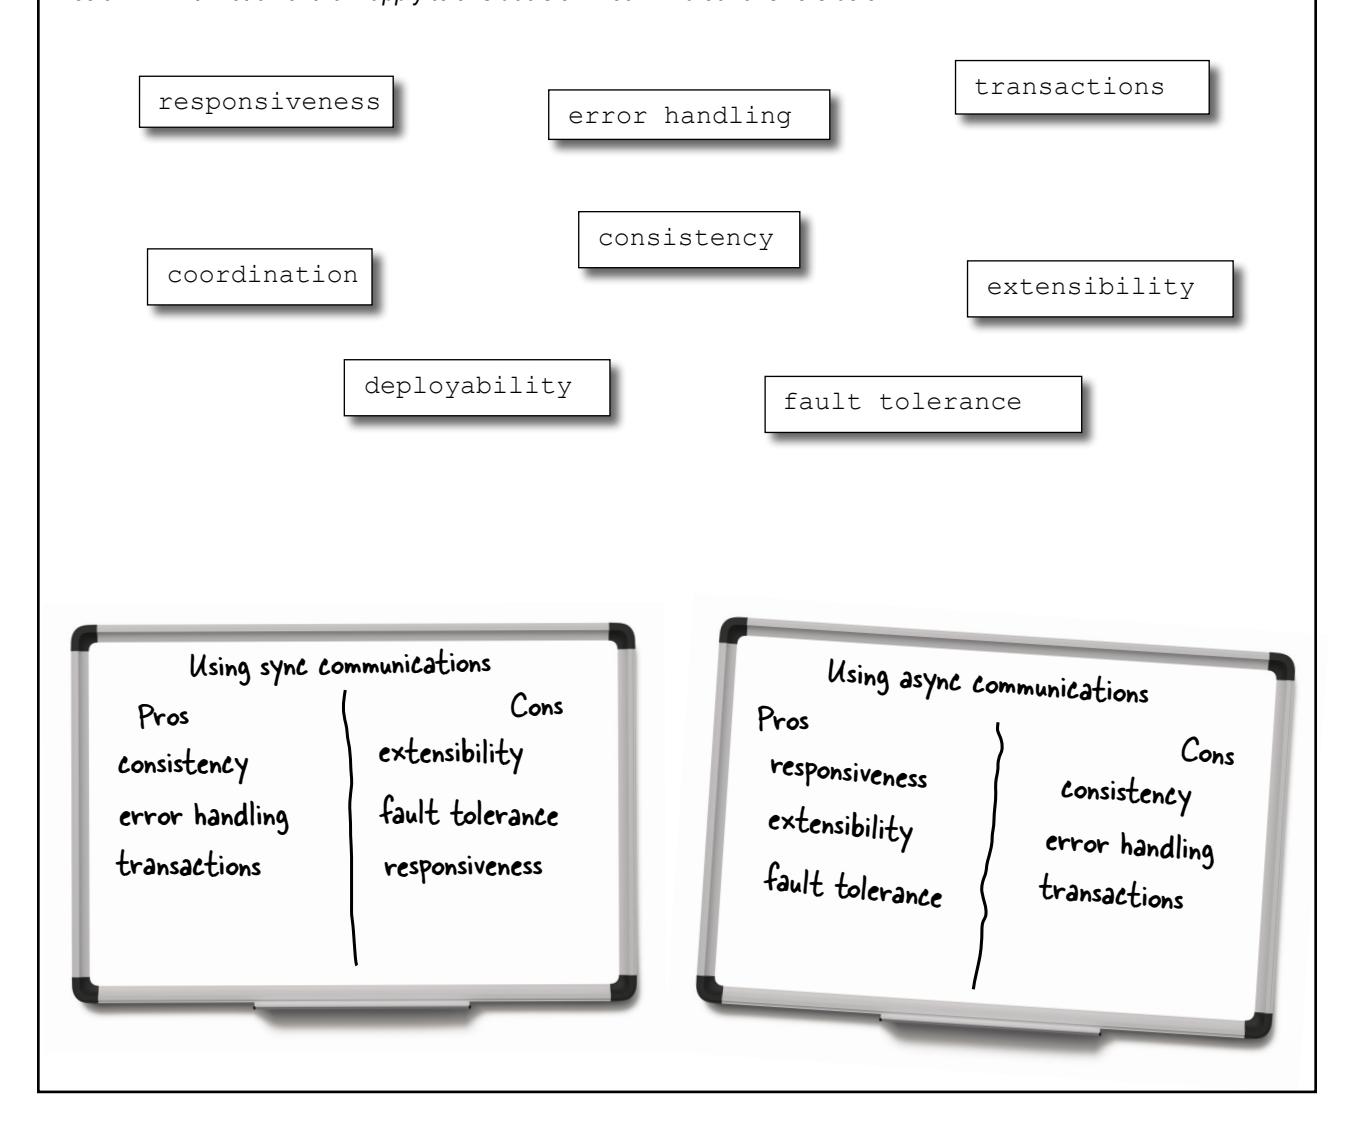 responsiveness
error handling
transactions
coordination
consistency
extensibility
deployability
fault tolerance
Using sync communications
Pros
Cons
consistency
extensibility
error handling
fault tolerance
transactions
responsiveness
Using async communications
Pros
Cons
responsiveness
consistency
extensibility
error handling
fault tolerance
transactions